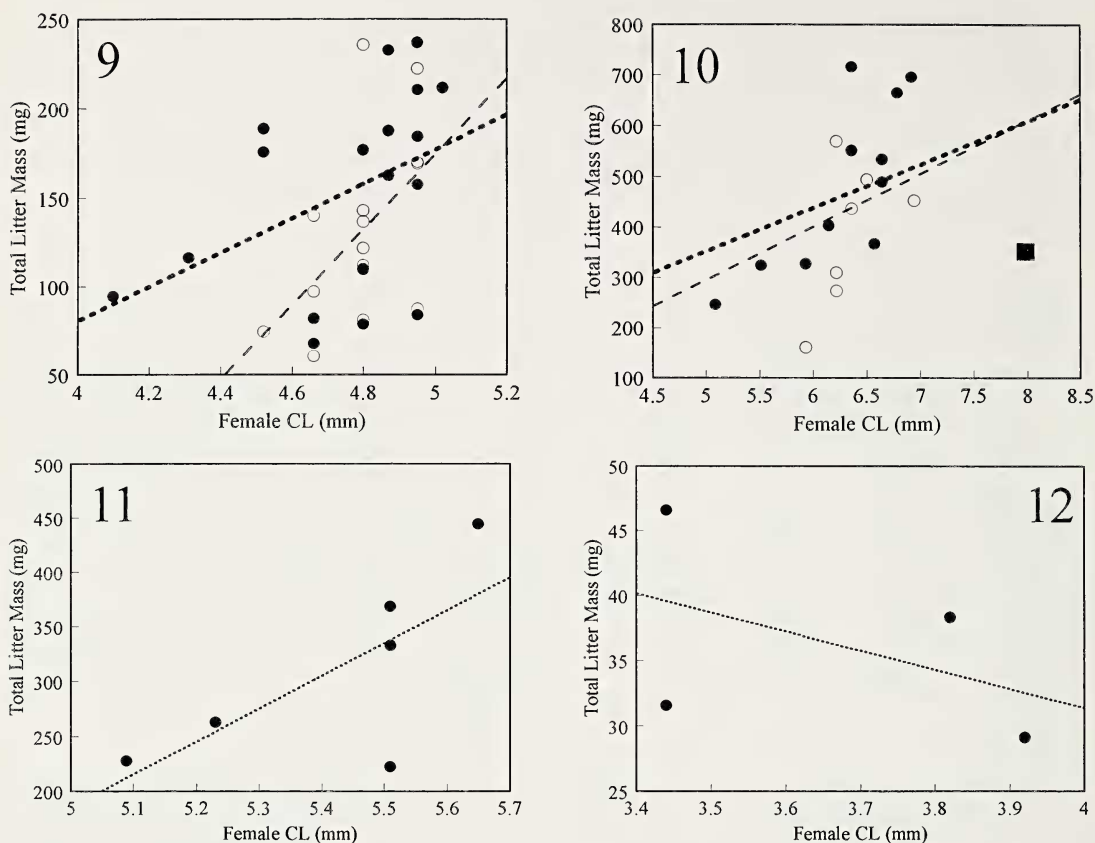 9
Total Litter Mass (mg)
250
200
150
100
50
4 4.2 4.4 4.6 4.8 5 5.2
Female CL (mm)
10
Total Litter Mass (mg)
800
700
600
500
400
300
200
100
4.5 5 5.5 6 6.5 7 7.5 8 8.5
Female CL (mm)
11
Total Litter Mass (mg)
500
450
400
350
300
250
200
5 5.1 5.2 5.3 5.4 5.5 5.6 5.7
Female CL (mm)
12
Total Litter Mass (mg)
50
45
40
35
30
25
3.4 3.5 3.6 3.7 3.8 3.9 4
Female CL (mm)